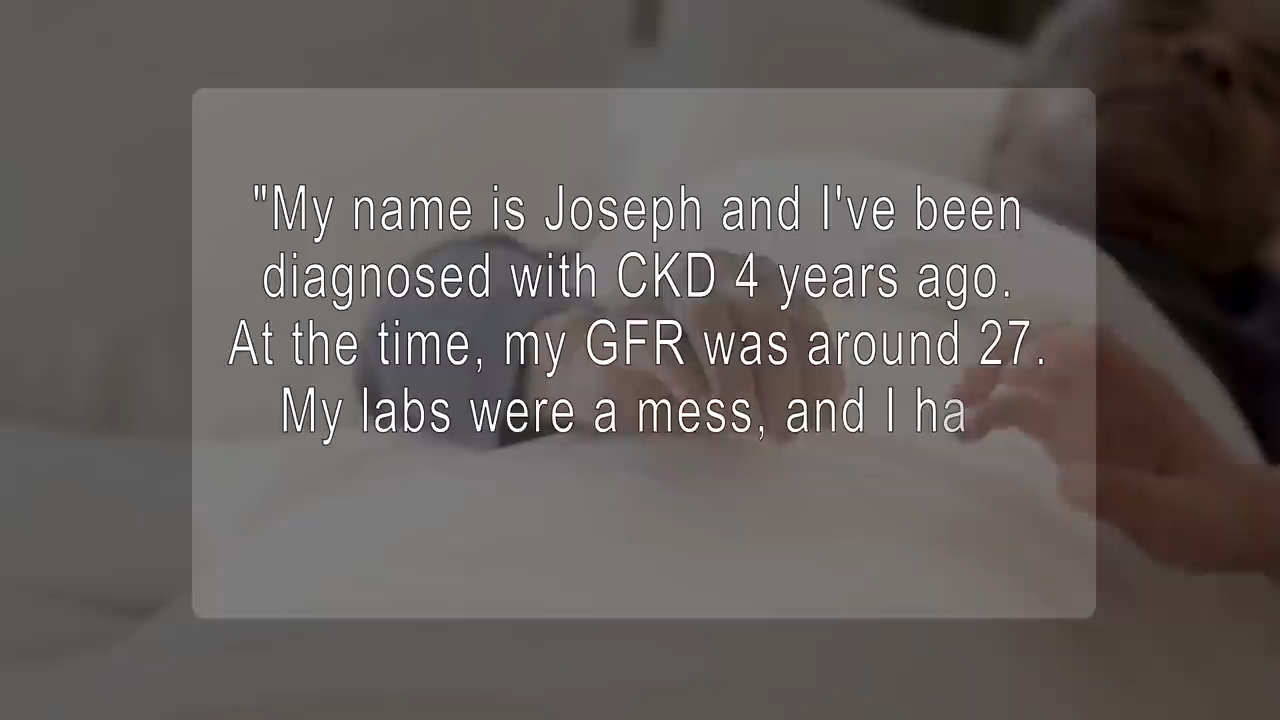 "My name is Joseph and I've been
diagnosed with CKD 4 years ago.
At the time, my GFR was around 27.
My labs were a mess, and I ha